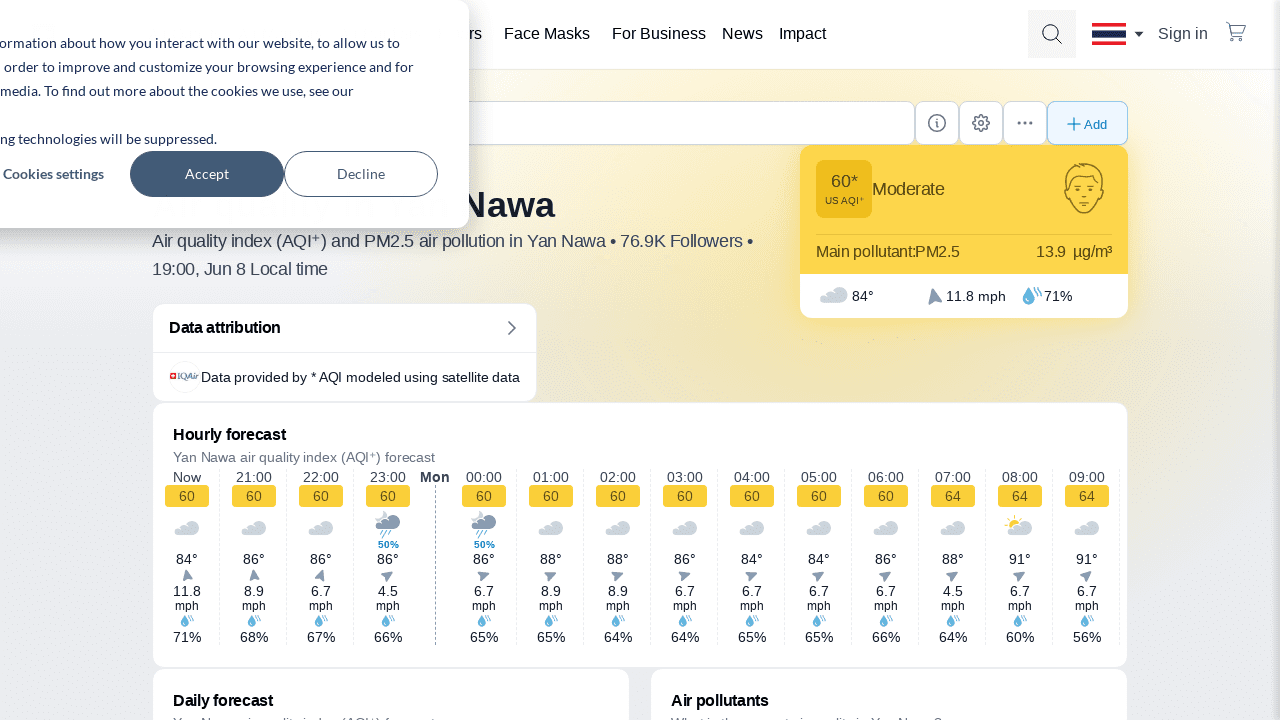 Face Masks For Business News Impact Sign in
ormation about how you interact with our website, to allow us to
order to improve and customize your browsing experience and for
media. To find out more about the cookies we use, see our
ng technologies will be suppressed.
Cookies settings Accept Decline
Add
Nawa
Air quality index (AQI⁺) and PM2.5 air pollution in Yan Nawa • 76.9K Followers •
19:00, Jun 8 Local time
60*
US AQI⁺
Moderate
Main pollutant:PM2.5 13.9 µg/m³
84° 11.8 mph 71%
Data attribution
IQAir Data provided by * AQI modeled using satellite data
Hourly forecast
Yan Nawa air quality index (AQI⁺) forecast
Now 21:00 22:00 23:00 Mon 00:00 01:00 02:00 03:00 04:00 05:00 06:00 07:00 08:00 09:00
60 60 60 60 60 60 60 60 60 60 60 64 64 64
50% 50%
84° 86° 86° 86° 86° 88° 88° 86° 84° 84° 86° 88° 91° 91°
11.8 8.9 6.7 4.5 6.7 8.9 8.9 6.7 6.7 6.7 6.7 4.5 6.7 6.7
mph mph mph mph mph mph mph mph mph mph mph mph mph mph
71% 68% 67% 66% 65% 65% 64% 64% 65% 65% 66% 64% 60% 56%
Daily forecast Air pollutants